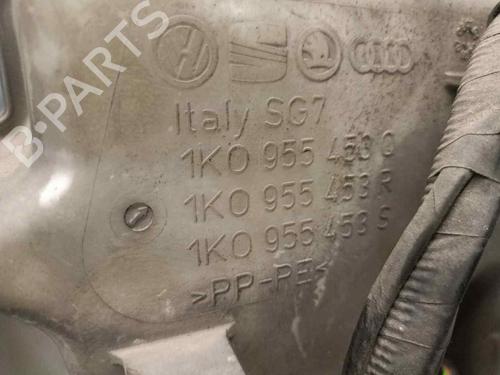 Italy SG7
1K0 955 453 Q
1K0 955 453 R
1K0 955 453 S
>PP-PE<
B-Parts